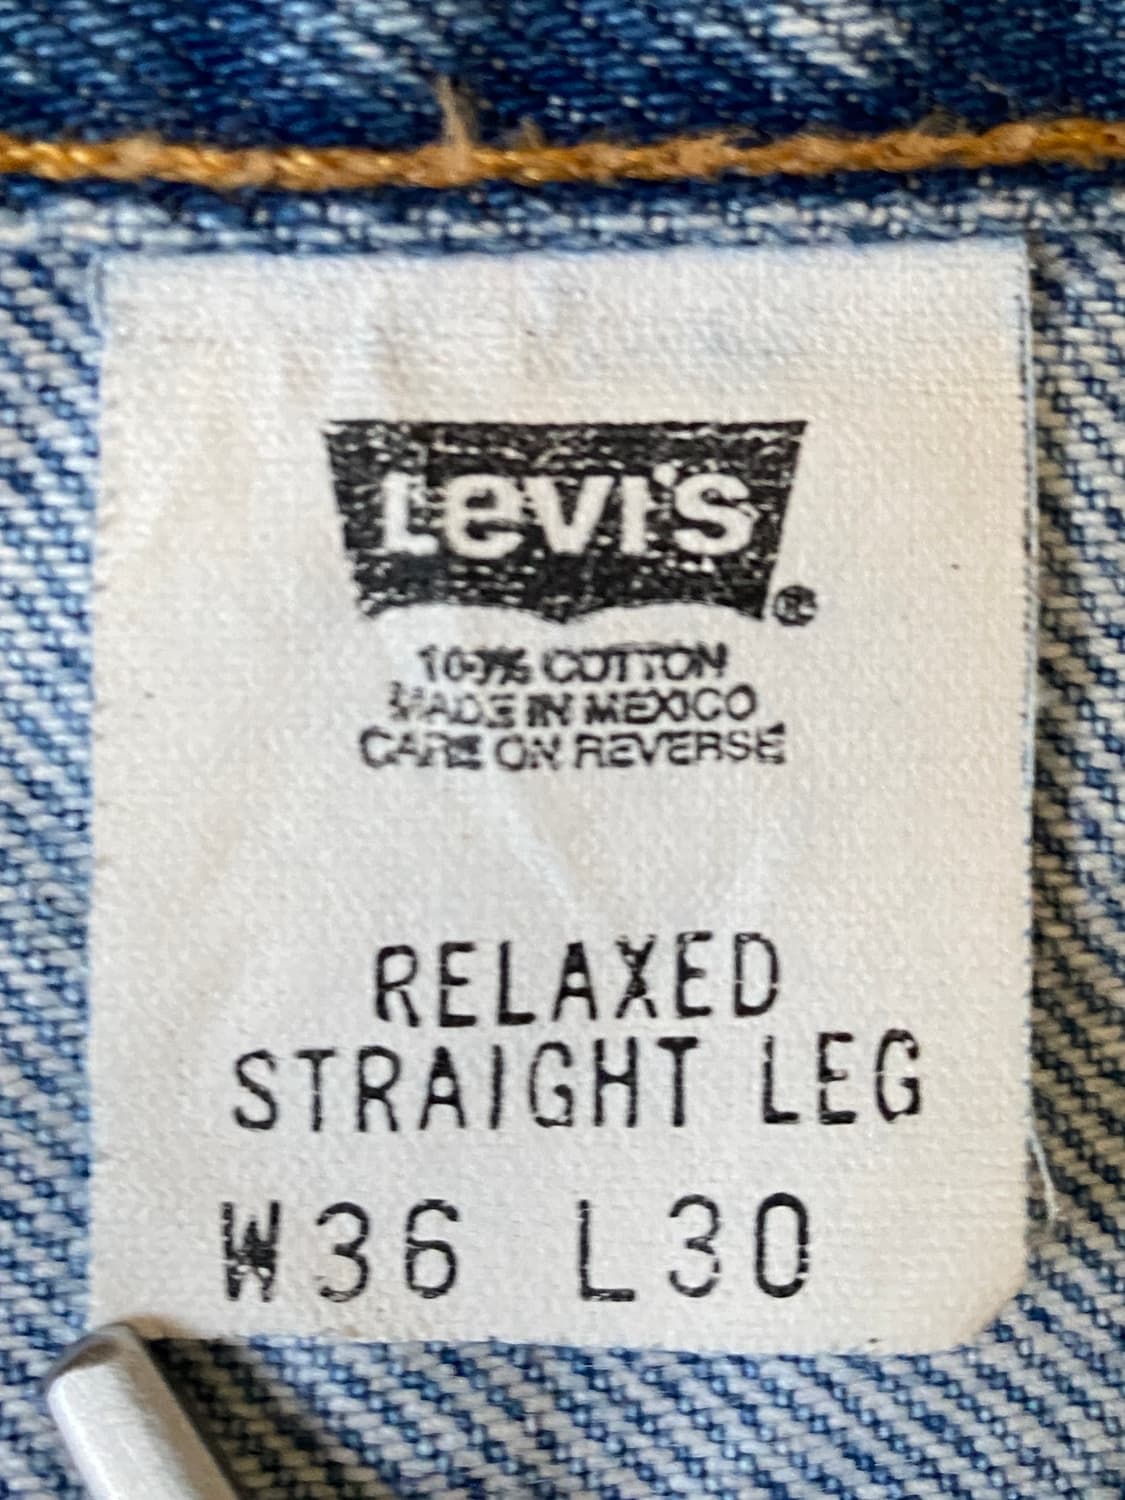 Levi's ®
100% COTTON
MADE IN MEXICO
CARE ON REVERSE
RELAXED
STRAIGHT LEG
W36 L30